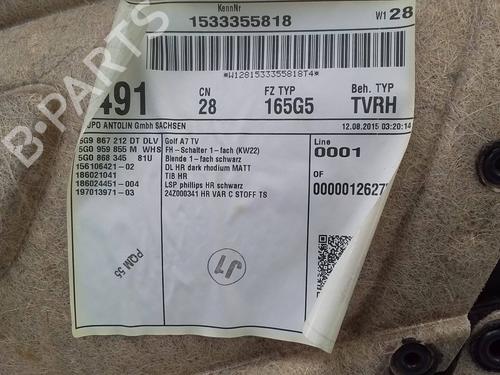 KennNr
1533355818
W1 28
*W1281533355818T4*
491
CN
28
FZ TYP
165G5
Beh. TYP
TVRH
UPO ANTOLIN GmbH SACHSEN
12.08.2015 03:20:14
5G9 867 212 DT DLV Golf A7 TV
5G0 959 855 M WHS FH-Schalter 1-fach (KW22)
5G0 868 345 81U Blende 1-fach schwarz
156106421-02 DL HR dark rhodium MATT
186021041 TIB HR
186024451-004 LSP phillips HR schwarz
197013971-03 24Z000341 HR VAR C STOFF TS
Line
0001
OF
00000012627
PQM 55
J7
B-PARTS